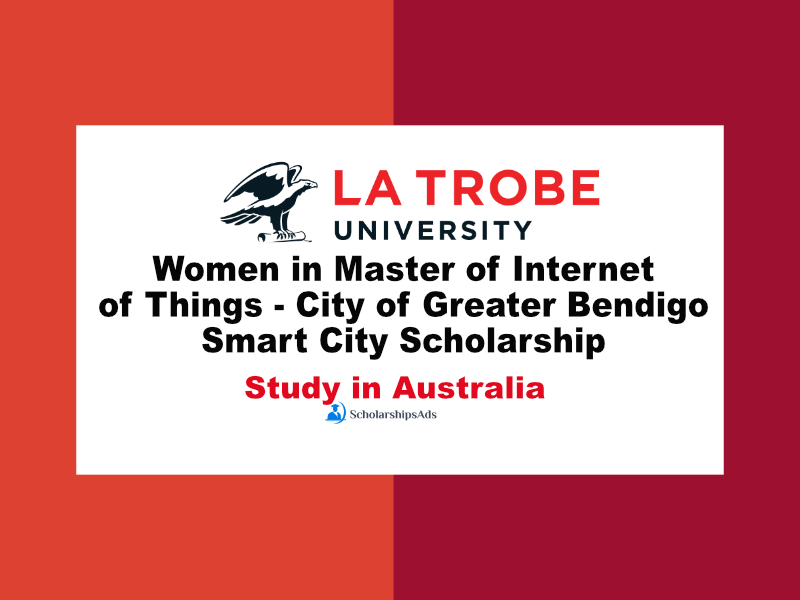 LA TROBE
UNIVERSITY
Women in Master of Internet
of Things - City of Greater Bendigo
Smart City Scholarship
Study in Australia
ScholarshipsAds